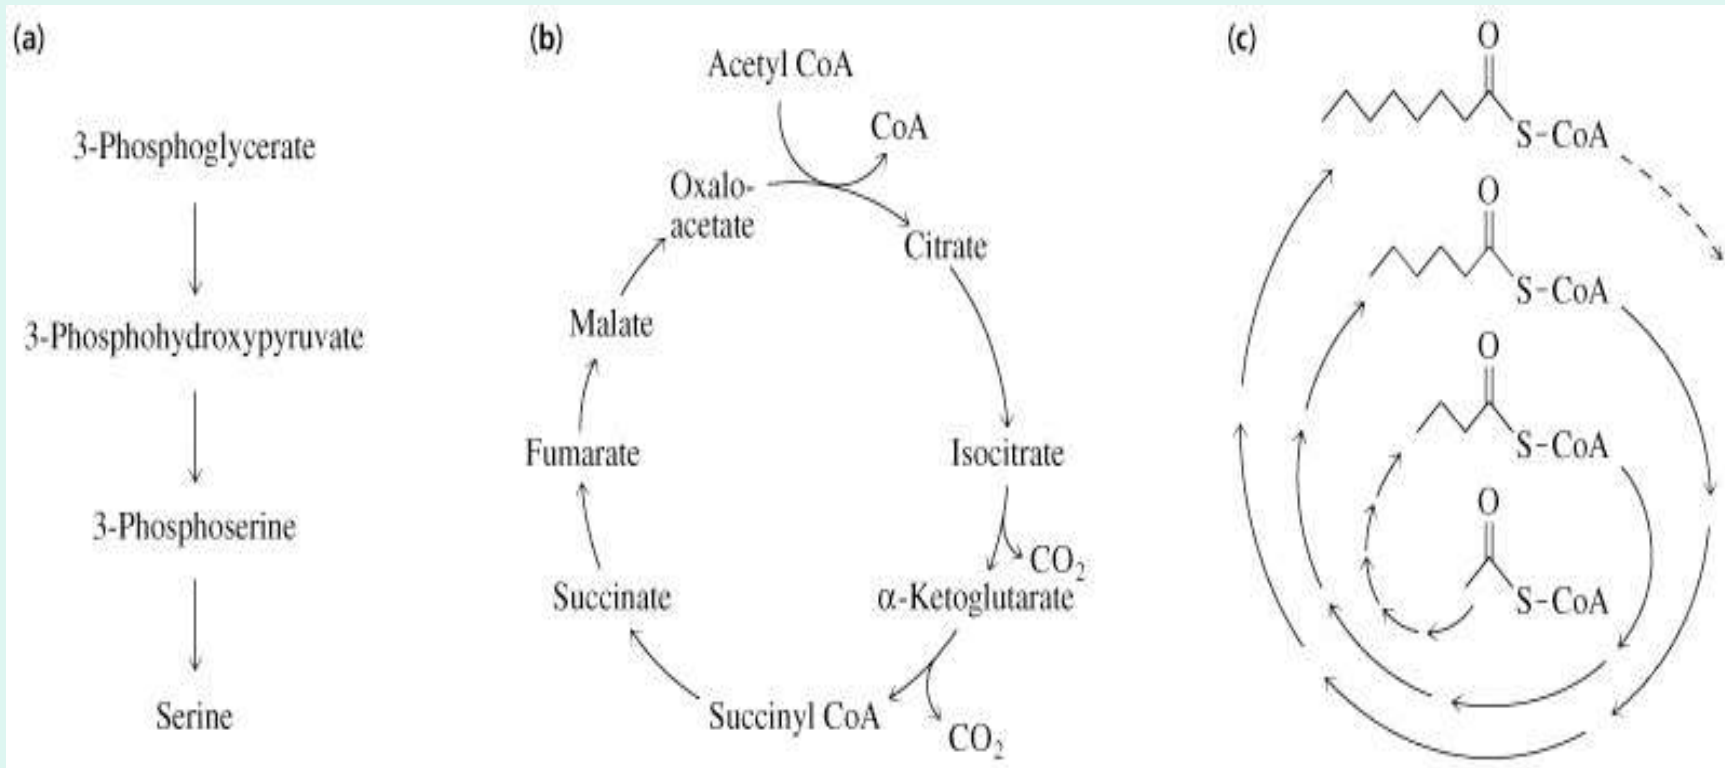 (a)
3-Phosphoglycerate
3-Phosphohydroxypyruvate
3-Phosphoserine
Serine
(b)
Acetyl CoA
CoA
Oxalo-
acetate
Citrate
Malate
Fumarate
Isocitrate
CO₂
Succinate
α-Ketoglutarate
Succinyl CoA
CO₂
(c)
O
S-CoA
O
S-CoA
O
S-CoA
O
S-CoA